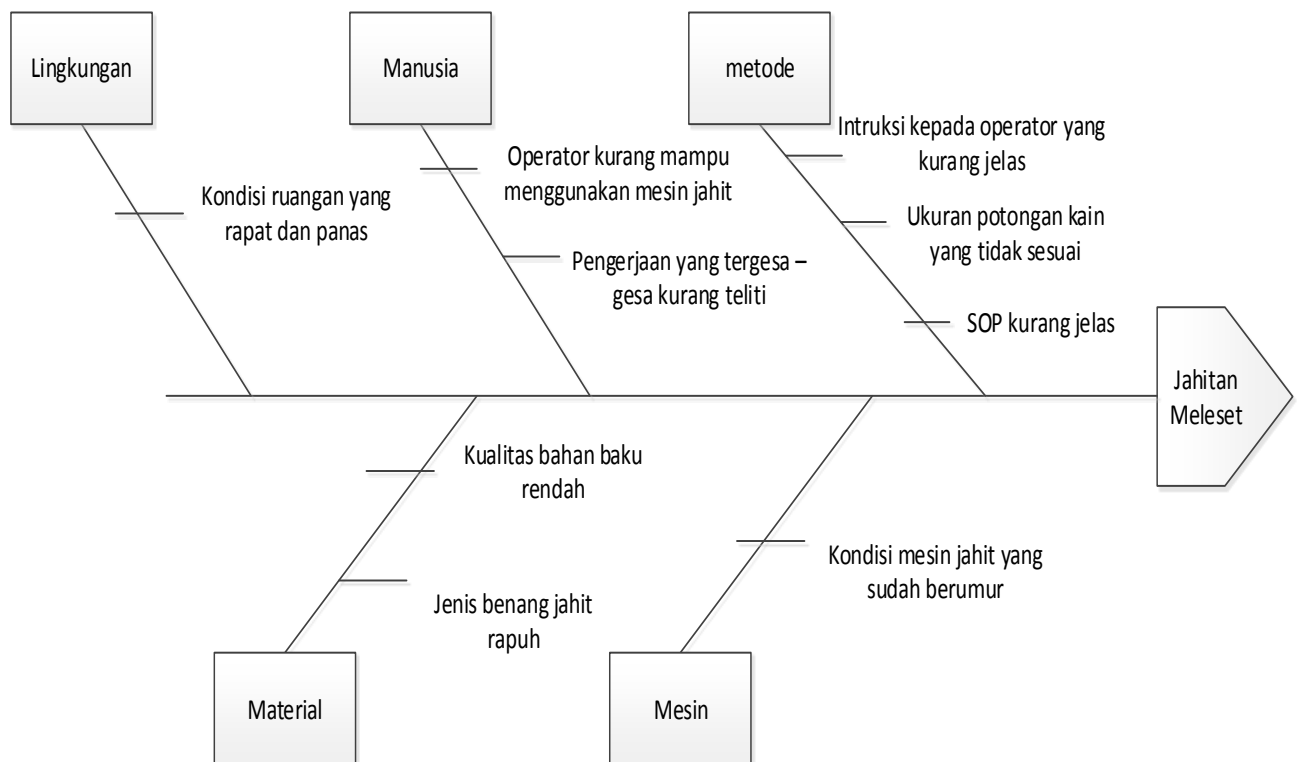 Lingkungan
Manusia
metode
Intruksi kepada operator yang
kurang jelas
Operator kurang mampu
menggunakan mesin jahit
Kondisi ruangan yang
rapat dan panas
Ukuran potongan kain
yang tidak sesuai
Pengerjaan yang tergesa –
gesa kurang teliti
SOP kurang jelas
Jahitan
Meleset
Kualitas bahan baku
rendah
Kondisi mesin jahit yang
sudah berumur
Jenis benang jahit
rapuh
Material
Mesin